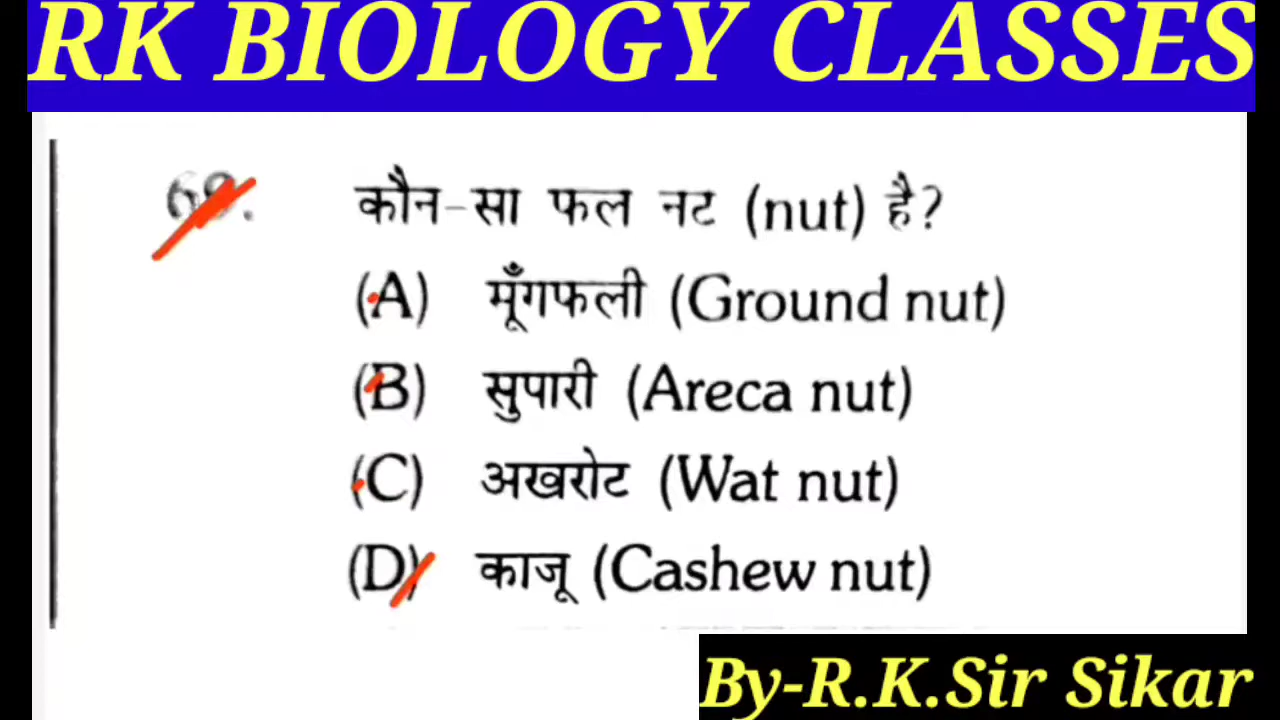 RK BIOLOGY CLASSES
69. कौन-सा फल नट (nut) है?
(A) मूँगफली (Ground nut)
(B) सुपारी (Areca nut)
(C) अखरोट (Wat nut)
(D) काजू (Cashew nut)
By-R.K.Sir Sikar